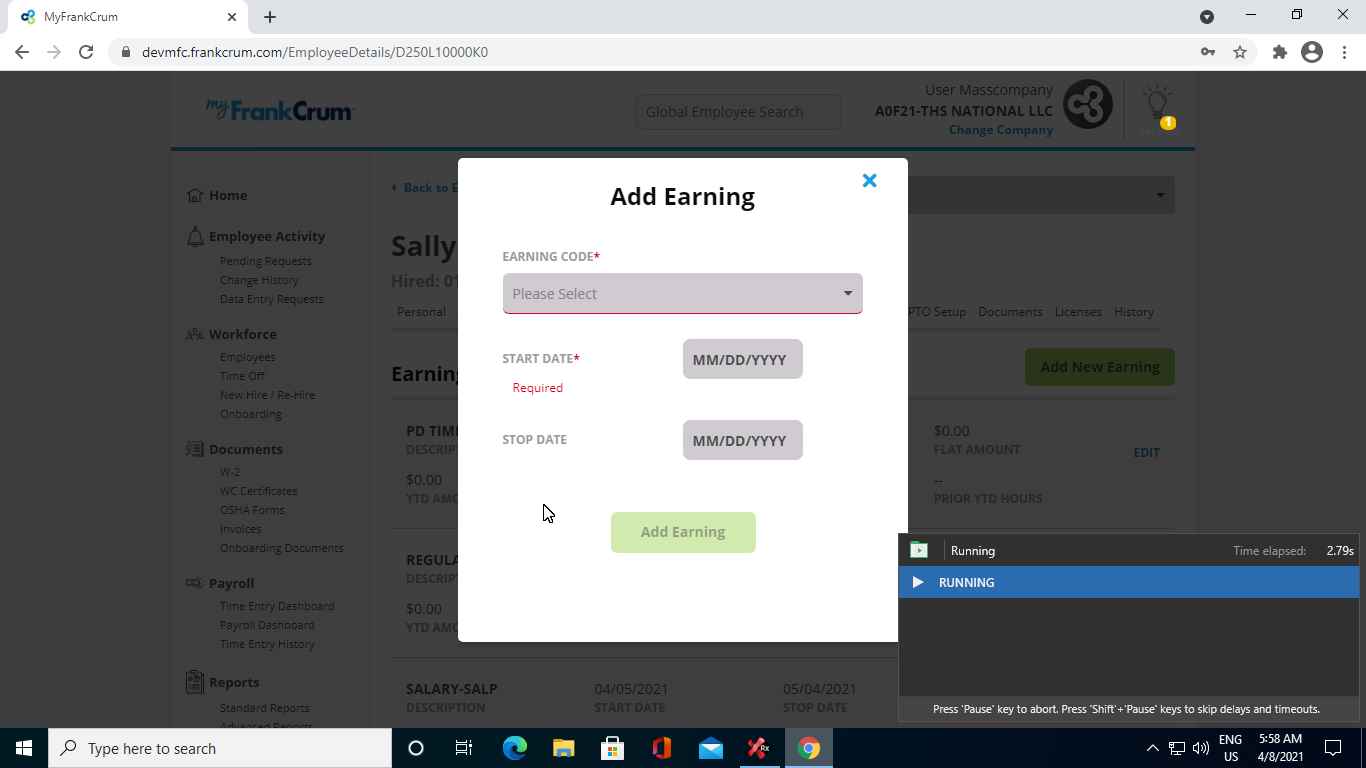 MyFrankCrum
devmfc.frankcrum.com/EmployeeDetails/D250L10000K0
myFrankCrum
Global Employee Search
User Masscompany
A0F21-THS NATIONAL LLC
Change Company
1
Home
Employee Activity
Pending Requests
Change History
Data Entry Requests
Workforce
Employees
Time Off
New Hire / Re-Hire
Onboarding
Documents
W-2
WC Certificates
OSHA Forms
Invoices
Onboarding Documents
Payroll
Time Entry Dashboard
Payroll Dashboard
Time Entry History
Reports
Standard Reports
Advanced Reports
Back to E
Sally
Hired: 01
Personal
PTO Setup Documents Licenses History
Earning
Add New Earning
PD TIM
DESCRIP
$0.00
YTD AMO
$0.00
FLAT AMOUNT
EDIT
--
PRIOR YTD HOURS
REGULA
DESCRIP
$0.00
YTD AMO
SALARY-SALP
DESCRIPTION
04/05/2021
START DATE
05/04/2021
STOP DATE
Add Earning
EARNING CODE*
Please Select
START DATE*
MM/DD/YYYY
Required
STOP DATE
MM/DD/YYYY
Add Earning
Running
Time elapsed: 2.79s
RUNNING
Press 'Pause' key to abort. Press 'Shift'+'Pause' keys to skip delays and timeouts.
Type here to search
Rx
ENG
US
5:58 AM
4/8/2021